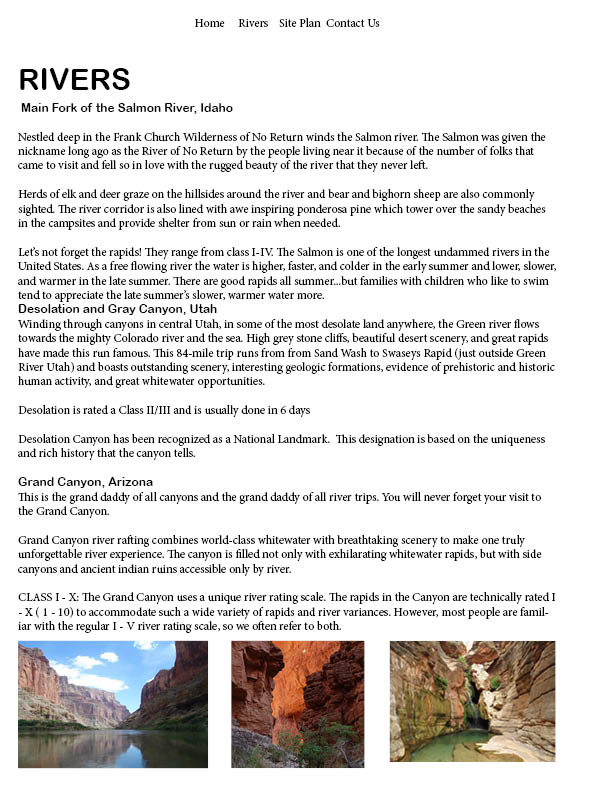 Home Rivers Site Plan Contact Us
RIVERS
Main Fork of the Salmon River, Idaho
Nestled deep in the Frank Church Wilderness of No Return winds the Salmon river. The Salmon was given the
nickname long ago as the River of No Return by the people living near it because of the number of folks that
came to visit and fell so in love with the rugged beauty of the river that they never left.
Herds of elk and deer graze on the hillsides around the river and bear and bighorn sheep are also commonly
sighted. The river corridor is also lined with awe inspiring ponderosa pine which tower over the sandy beaches
in the campsites and provide shelter from sun or rain when needed.
Let's not forget the rapids! They range from class I-IV. The Salmon is one of the longest undammed rivers in the
United States. As a free flowing river the water is higher, faster, and colder in the early summer and lower, slower,
and warmer in the late summer. There are good rapids all summer...but families with children who like to swim
tend to appreciate the late summer's slower, warmer water more.
Desolation and Gray Canyon, Utah
Winding through canyons in central Utah, in some of the most desolate land anywhere, the Green river flows
towards the mighty Colorado river and the sea. High grey stone cliffs, beautiful desert scenery, and great rapids
have made this run famous. This 84-mile trip runs from from Sand Wash to Swaseys Rapid (just outside Green
River Utah) and boasts outstanding scenery, interesting geologic formations, evidence of prehistoric and historic
human activity, and great whitewater opportunities.
Desolation is rated a Class II/III and is usually done in 6 days
Desolation Canyon has been recognized as a National Landmark. This designation is based on the uniqueness
and rich history that the canyon tells.
Grand Canyon, Arizona
This is the grand daddy of all canyons and the grand daddy of all river trips. You will never forget your visit to
the Grand Canyon.
Grand Canyon river rafting combines world-class whitewater with breathtaking scenery to make one truly
unforgettable river experience. The canyon is filled not only with exhilarating whitewater rapids, but with side
canyons and ancient indian ruins accessible only by river.
CLASS I - X: The Grand Canyon uses a unique river rating scale. The rapids in the Canyon are technically rated I
- X ( 1 - 10) to accommodate such a wide variety of rapids and river variances. However, most people are famil-
iar with the regular I - V river rating scale, so we often refer to both.